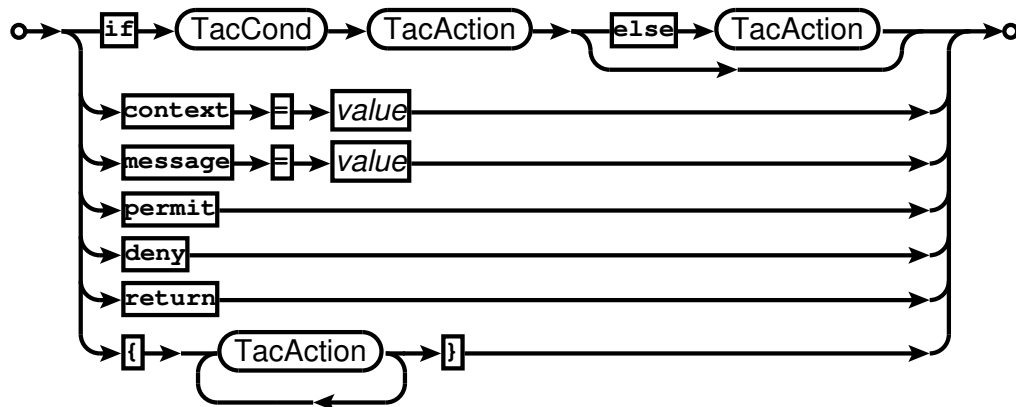 if TacCond TacAction else TacAction
context = value
message = value
permit
deny
return
{ TacAction }